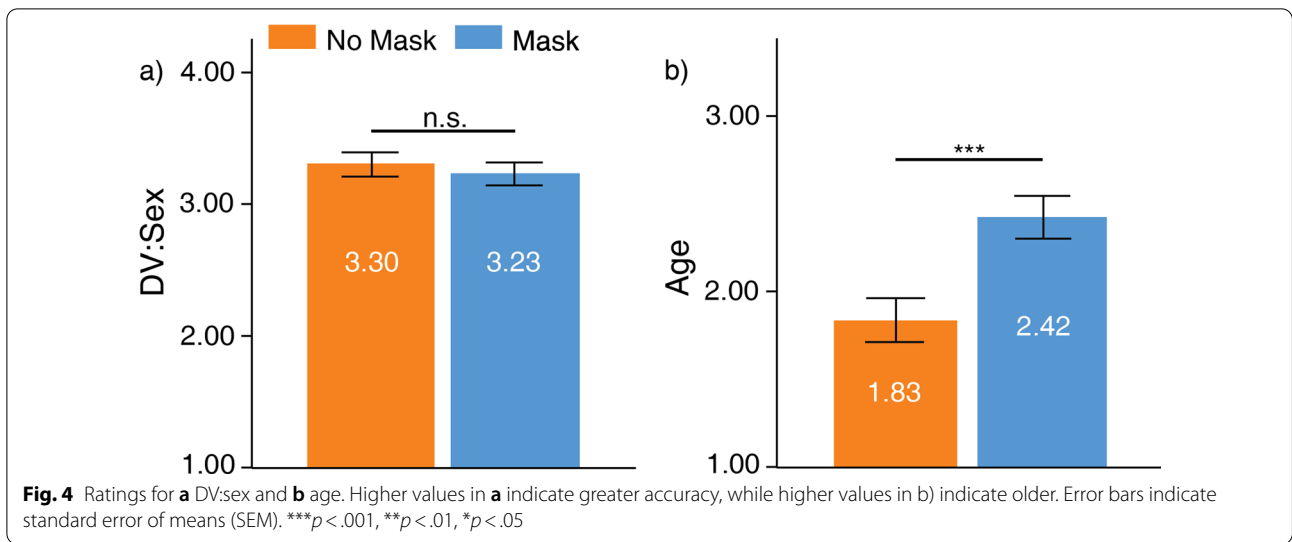 No Mask Mask
a) 4.00
3.00
2.00
1.00
DV:Sex
n.s.
3.30 3.23
b)
3.00
2.00
1.00
Age
***
1.83 2.42
Fig. 4 Ratings for a DV:sex and b age. Higher values in a indicate greater accuracy, while higher values in b) indicate older. Error bars indicate
standard error of means (SEM). ***p < .001, **p < .01, *p < .05